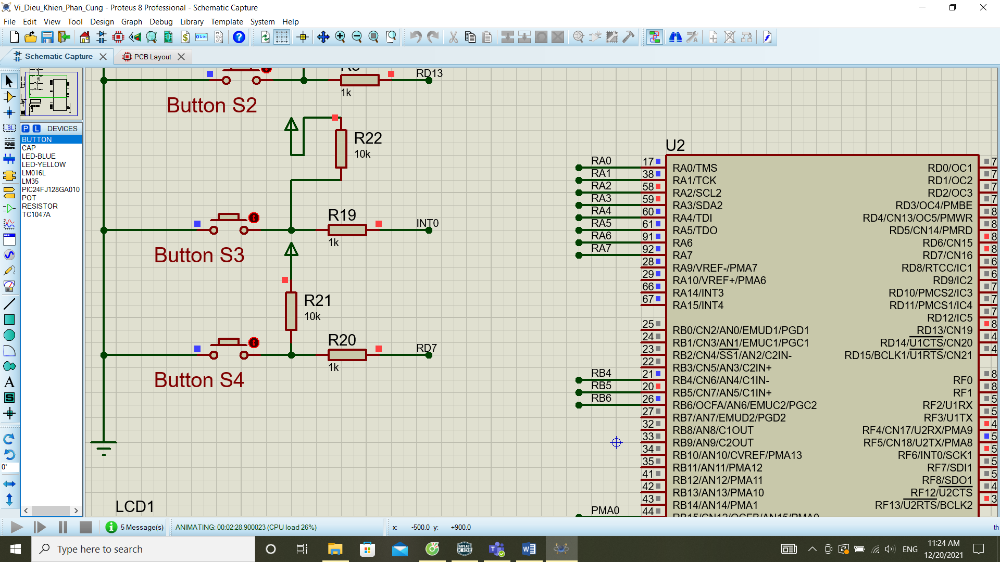 Vi_Dieu_Khien_Phan_Cung - Proteus 8 Professional - Schematic Capture
File Edit View Tool Design Graph Debug Library Template System Help
Schematic Capture
PCB Layout
P L DEVICES
BUTTON
CAP
LED-BLUE
LED-YELLOW
LM016L
LM35
PIC24FJ128GA010
POT
RESISTOR
TC1047A
LBL
A
S
0°
RD13
1k
Button S2
R22
10k
R19
1k
INT0
Button S3
R21
10k
R20
1k
RD7
Button S4
LCD1
U2
RA0 17 RA0/TMS
RA1 38 RA1/TCK
RA2 58 RA2/SCL2
RA3 59 RA3/SDA2
RA4 60 RA4/TDI
RA5 61 RA5/TDO
RA6 91 RA6
RA7 92 RA7
28 RA9/VREF-/PMA7
29 RA10/VREF+/PMA6
66 RA14/INT3
67 RA15/INT4
25 RB0/CN2/AN0/EMUD1/PGD1
24 RB1/CN3/AN1/EMUC1/PGC1
23 RB2/CN4/SS1/AN2/C2IN-
22 RB3/CN5/AN3/C2IN+
RB4 21 RB4/CN6/AN4/C1IN-
RB5 20 RB5/CN7/AN5/C1IN+
RB6 26 RB6/OCFA/AN6/EMUC2/PGC2
27 RB7/AN7/EMUD2/PGD2
32 RB8/AN8/C1OUT
33 RB9/AN9/C2OUT
34 RB10/AN10/CVREF/PMA13
35 RB11/AN11/PMA12
41 RB12/AN12/PMA11
42 RB13/AN13/PMA10
43 RB14/AN14/PMA1
PMA0 44 RB15/CN12/OCFB/AN15/PMA0
RD0/OC1 7
RD1/OC2 7
RD2/OC3 7
RD3/OC4/PMBE 7
RD4/CN13/OC5/PMWR 8
RD5/CN14/PMRD 8
RD6/CN15 8
RD7/CN16 8
RD8/RTCC/IC1 6
RD9/IC2 6
RD10/PMCS2/IC3 7
RD11/PMCS1/IC4 7
RD12/IC5 7
RD13/CN19 8
RD14/U1CTS/CN20 4
RD15/BCLK1/U1RTS/CN21 4
RF0 8
RF1 8
RF2/U1RX 5
RF3/U1TX 5
RF4/CN17/U2RX/PMA9 4
RF5/CN18/U2TX/PMA8 5
RF6/INT0/SCK1 5
RF7/SDI1 5
RF8/SDO1 5
RF12/U2CTS 4
RF13/U2RTS/BCLK2 3
5 Message(s)
ANIMATING: 00:02:28.900023 (CPU load 26%)
x: -500.0 y: +900.0
th
Type here to search
ENG
11:24 AM
12/20/2021